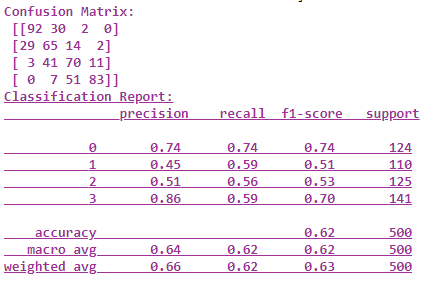 Confusion Matrix:
[[92 30 2 0]
[29 65 14 2]
[ 3 41 70 11]
[ 0 7 51 83]]
Classification Report:
precision recall f1-score support
0 0.74 0.74 0.74 124
1 0.45 0.59 0.51 110
2 0.51 0.56 0.53 125
3 0.86 0.59 0.70 141
accuracy 0.62 500
macro avg 0.64 0.62 0.62 500
weighted avg 0.66 0.62 0.63 500